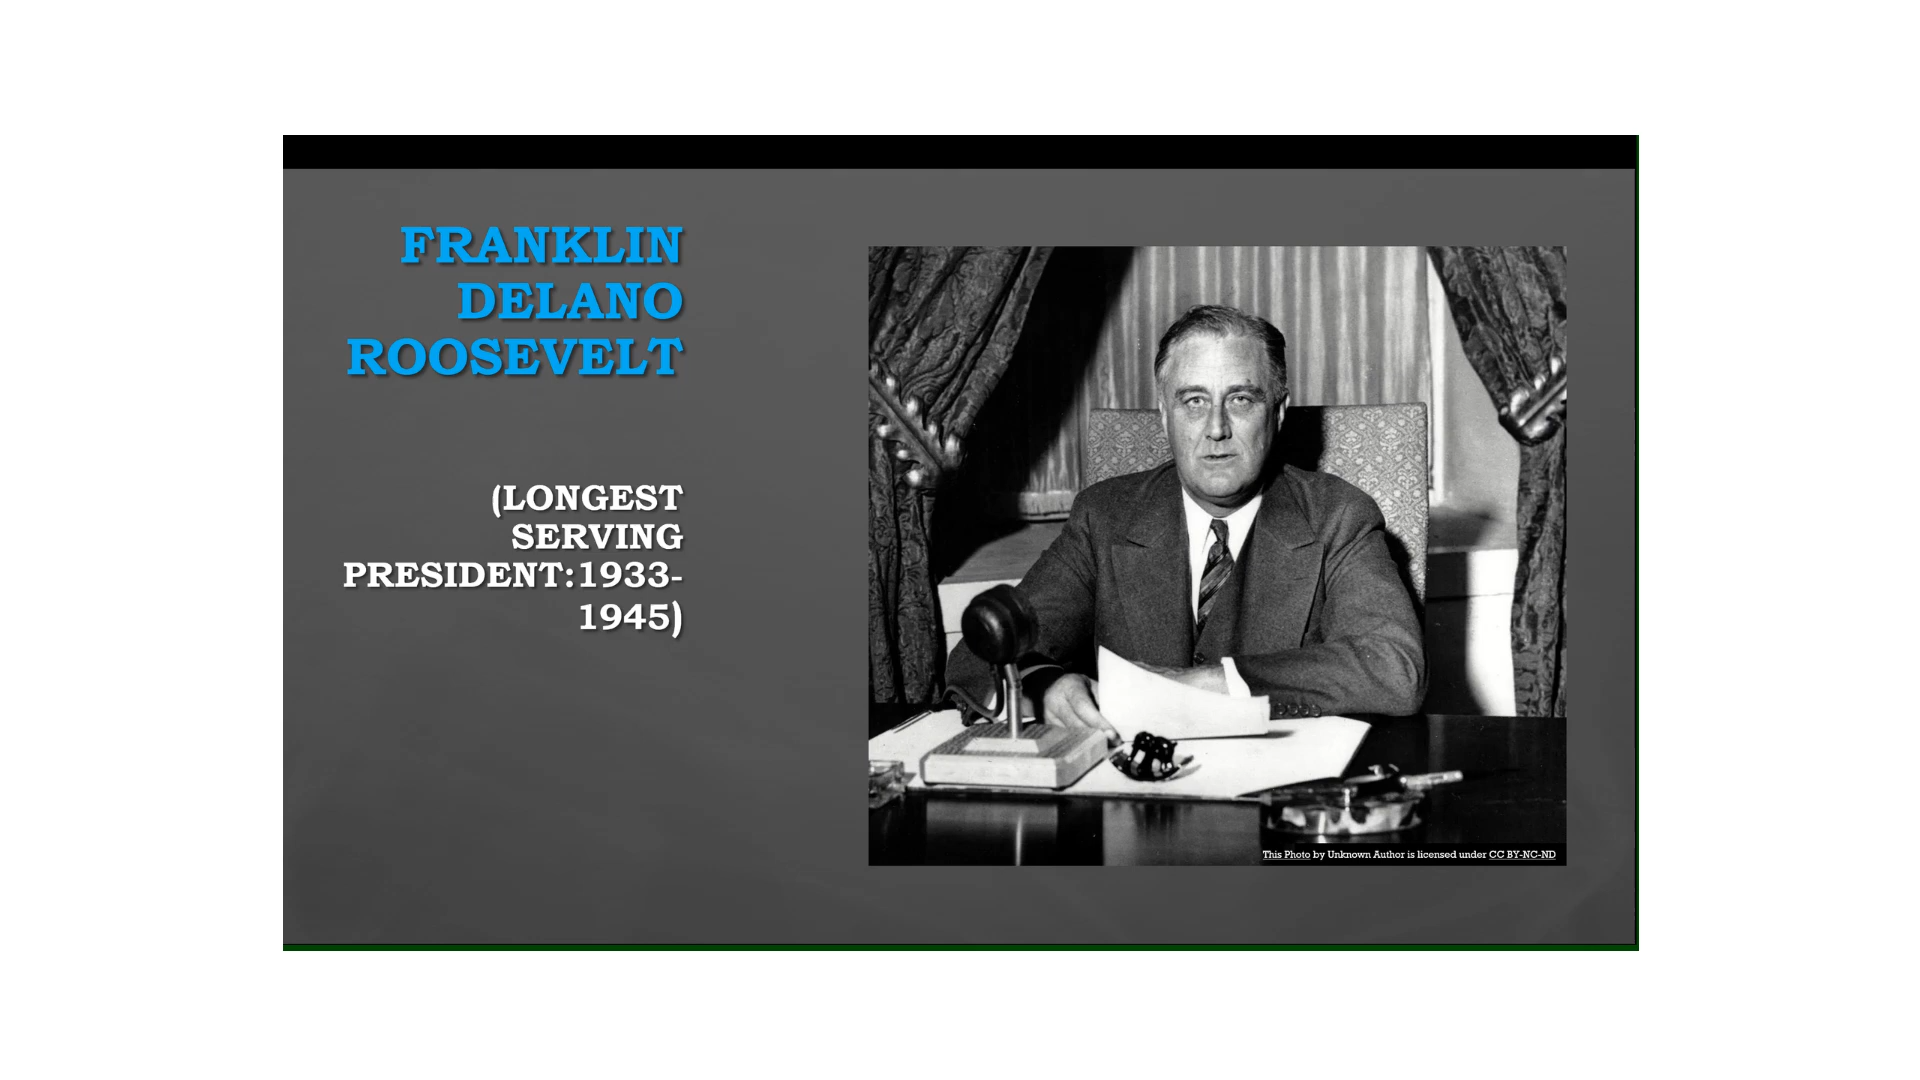 FRANKLIN
DELANO
ROOSEVELT
(LONGEST
SERVING
PRESIDENT:1933-
1945)
This Photo by Unknown Author is licensed under CC BY-NC-ND